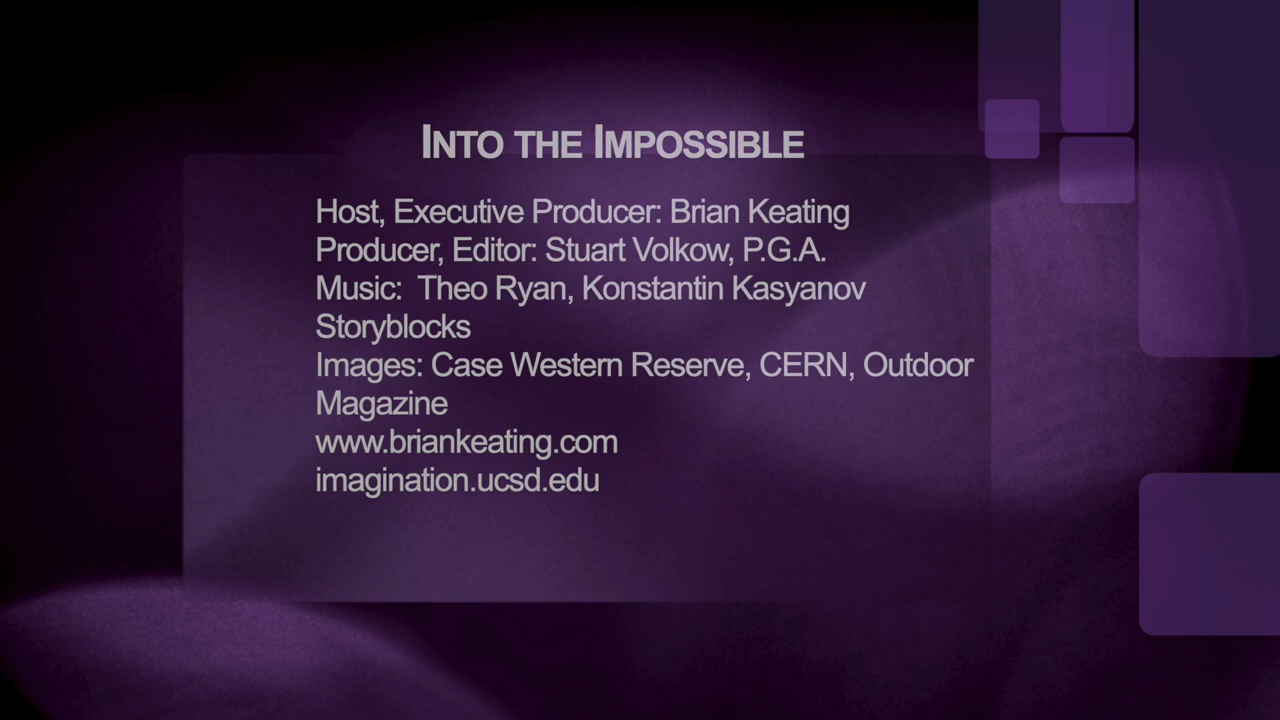 INTO THE IMPOSSIBLE
Host, Executive Producer: Brian Keating
Producer, Editor: Stuart Volkow, P.G.A.
Music:  Theo Ryan, Konstantin Kasyanov
Storyblocks
Images: Case Western Reserve, CERN, Outdoor
Magazine
www.briankeating.com
imagination.ucsd.edu